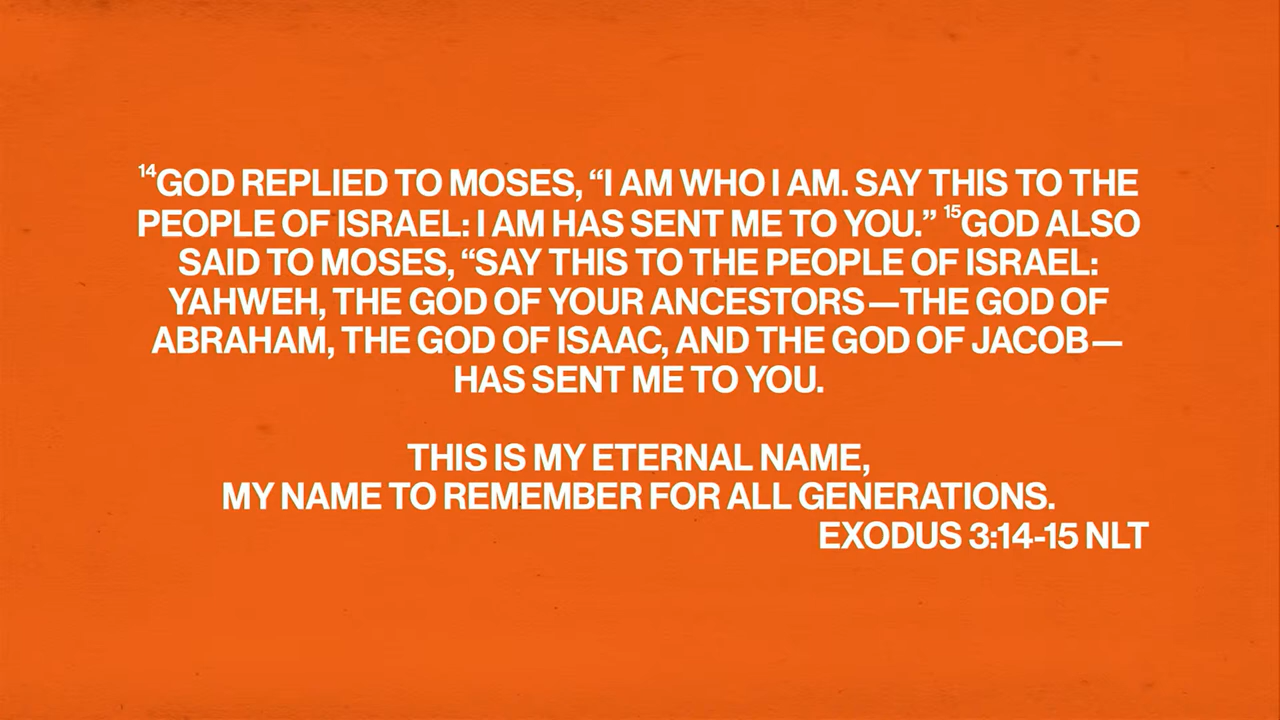 ¹⁴GOD REPLIED TO MOSES, “I AM WHO I AM. SAY THIS TO THE
PEOPLE OF ISRAEL: I AM HAS SENT ME TO YOU.” ¹⁵GOD ALSO
SAID TO MOSES, “SAY THIS TO THE PEOPLE OF ISRAEL:
YAHWEH, THE GOD OF YOUR ANCESTORS—THE GOD OF
ABRAHAM, THE GOD OF ISAAC, AND THE GOD OF JACOB—
HAS SENT ME TO YOU.
THIS IS MY ETERNAL NAME,
MY NAME TO REMEMBER FOR ALL GENERATIONS.
EXODUS 3:14-15 NLT